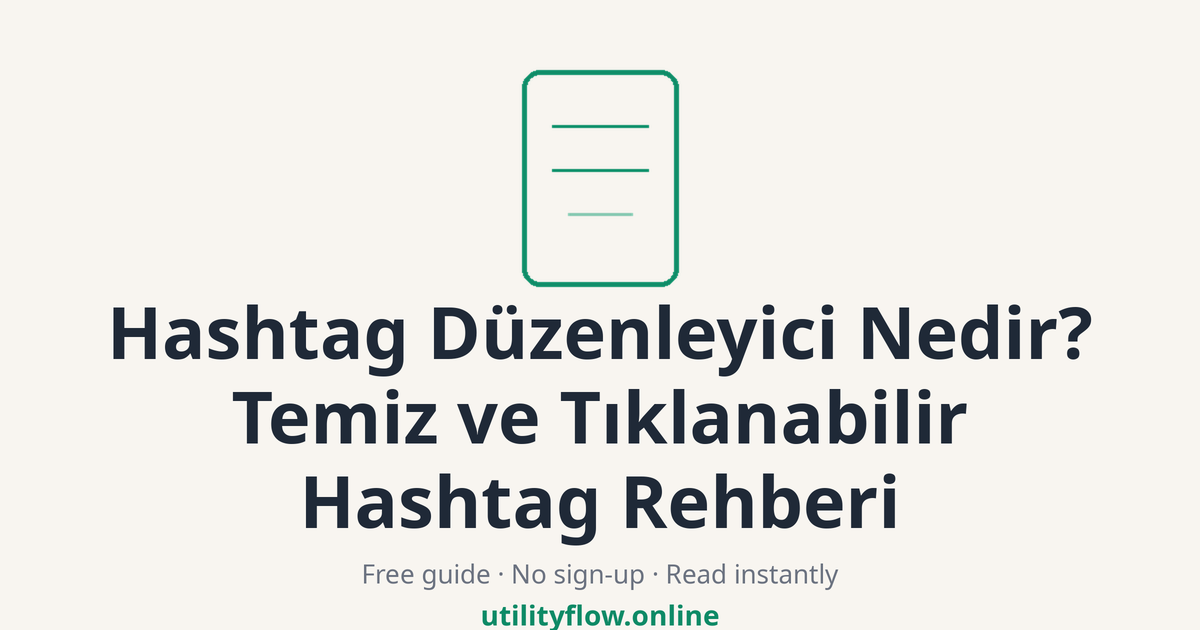 Hashtag Düzenleyici Nedir?
Temiz ve Tıklanabilir
Hashtag Rehberi
Free guide · No sign-up · Read instantly
utilityflow.online